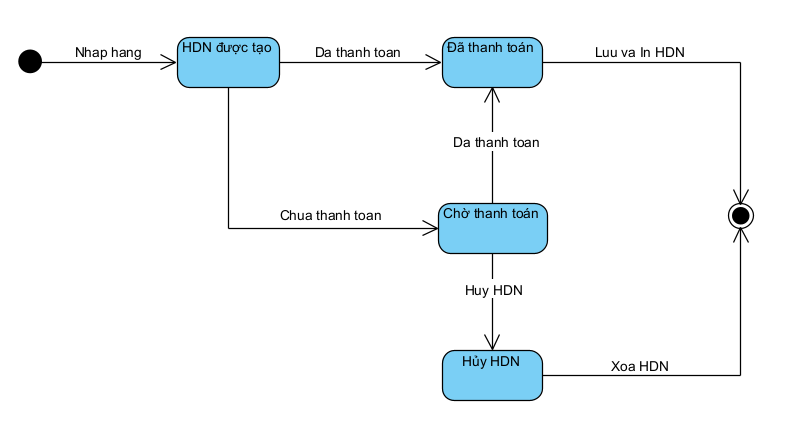 Nhap hang
HDN được tạo
Da thanh toan
Đã thanh toán
Luu va In HDN
Da thanh toan
Chua thanh toan
Chờ thanh toán
Huy HDN
Hủy HDN
Xoa HDN